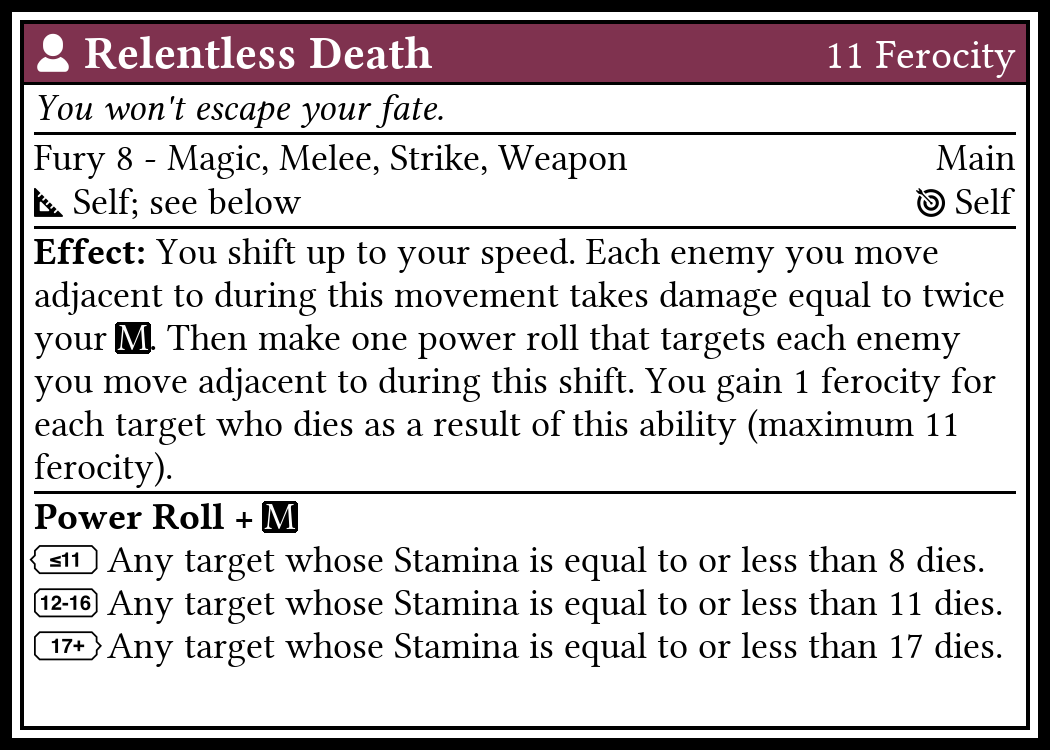 Relentless Death 11 Ferocity
You won't escape your fate.
Fury 8 - Magic, Melee, Strike, Weapon Main
Self; see below Self
Effect: You shift up to your speed. Each enemy you move
adjacent to during this movement takes damage equal to twice
your M. Then make one power roll that targets each enemy
you move adjacent to during this shift. You gain 1 ferocity for
each target who dies as a result of this ability (maximum 11
ferocity).
Power Roll + M
≤11 Any target whose Stamina is equal to or less than 8 dies.
12-16 Any target whose Stamina is equal to or less than 11 dies.
17+ Any target whose Stamina is equal to or less than 17 dies.